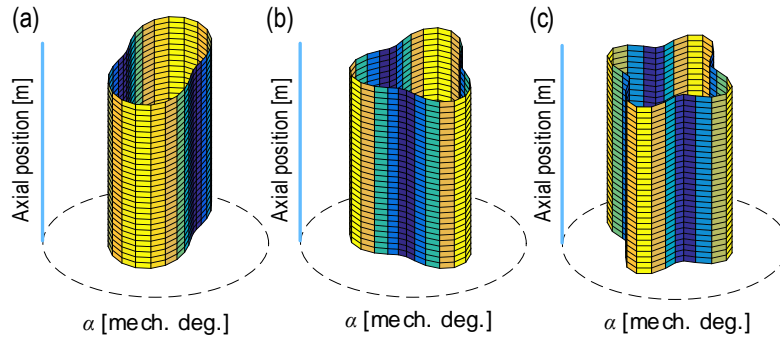 (a)
(b)
(c)
Axial position [m]
Axial position [m]
Axial position [m]
α [mech. deg.]
α [mech. deg.]
α [mech. deg.]